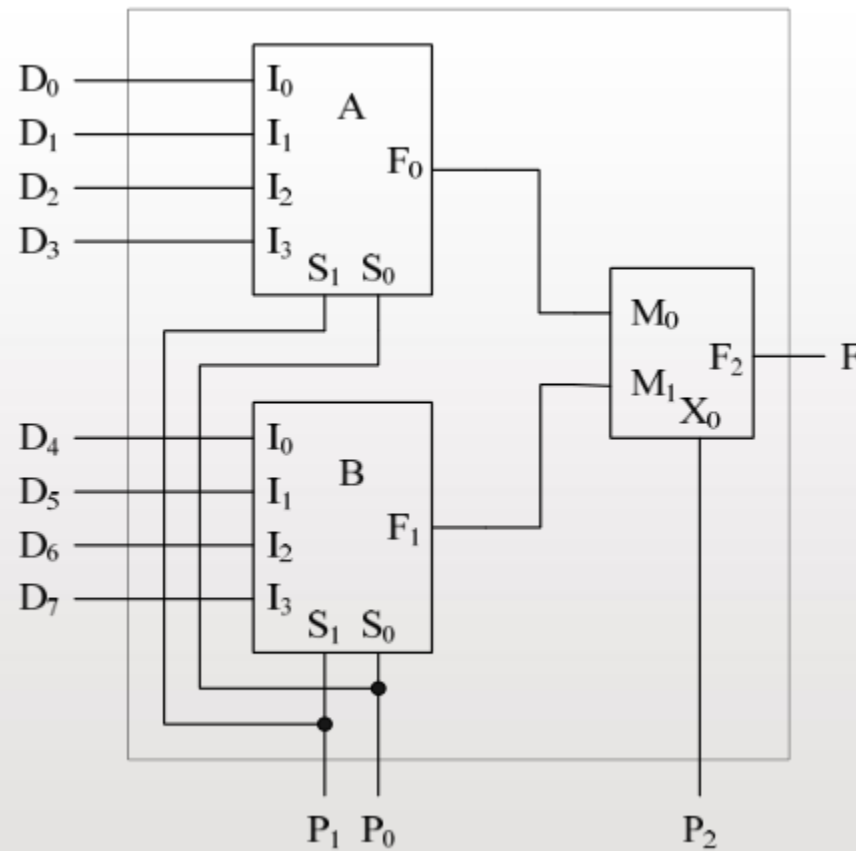 D₀ I₀ A
D₁ I₁
F₀
D₂ I₂
D₃ I₃
S₁ S₀
M₀
F₂ F
M₁
X₀
D₄ I₀
B
D₅ I₁
F₁
D₆ I₂
D₇ I₃
S₁ S₀
P₁ P₀ P₂